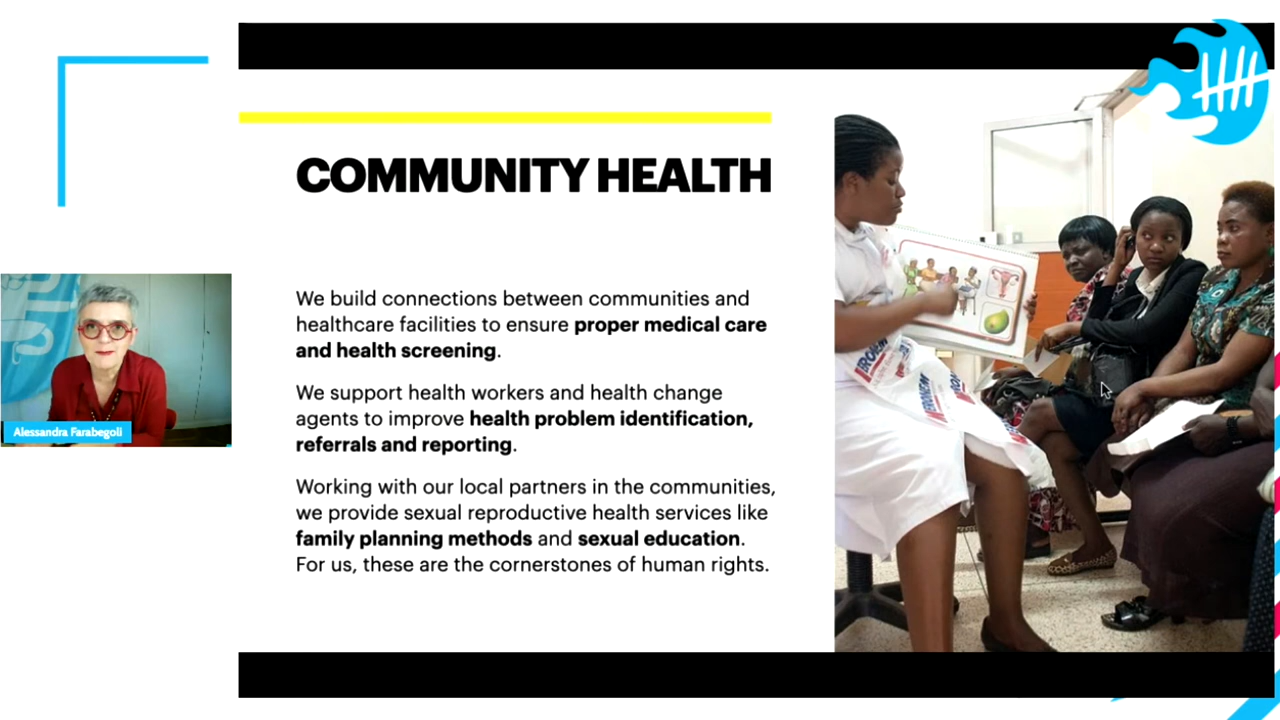 COMMUNITY HEALTH
We build connections between communities and
healthcare facilities to ensure proper medical care
and health screening.
We support health workers and health change
agents to improve health problem identification,
referrals and reporting.
Working with our local partners in the communities,
we provide sexual reproductive health services like
family planning methods and sexual education.
For us, these are the cornerstones of human rights.
Alessandra Farabegoli